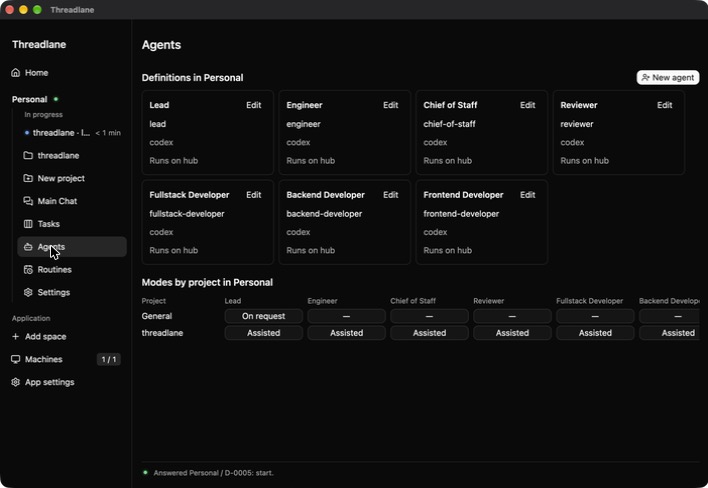 Threadlane
Threadlane
Home
Personal
In progress
threadlane - l... < 1 min
threadlane
New project
Main Chat
Tasks
Agents
Routines
Settings
Application
Add space
Machines 1 / 1
App settings
Agents
Definitions in Personal New agent
Lead Edit
lead
codex
Runs on hub
Engineer Edit
engineer
codex
Runs on hub
Chief of Staff Edit
chief-of-staff
codex
Runs on hub
Reviewer Edit
reviewer
codex
Runs on hub
Fullstack Developer Edit
fullstack-developer
codex
Runs on hub
Backend Developer Edit
backend-developer
codex
Runs on hub
Frontend Developer Edit
frontend-developer
codex
Runs on hub
Modes by project in Personal
Project Lead Engineer Chief of Staff Reviewer Fullstack Developer Backend Develope
General On request — — — — —
threadlane Assisted Assisted Assisted Assisted Assisted Assisted
Answered Personal / D-0005: start.